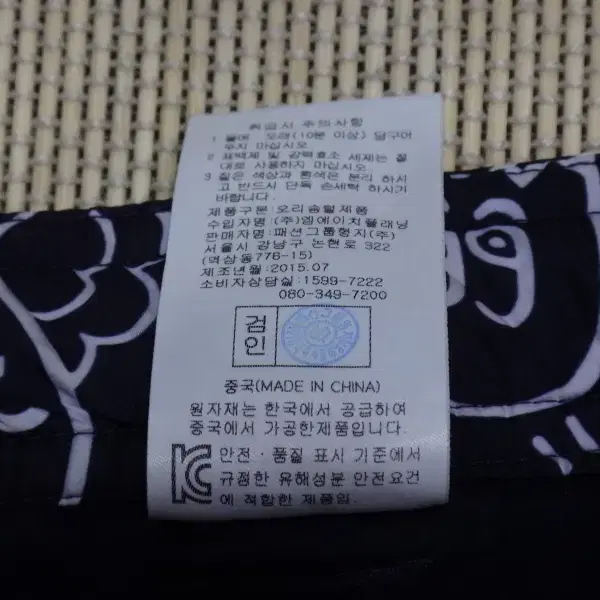 취급시 주의사항
1 물에 오래(10분 이상) 담구어
두지 마십시오
2 표백제 및 강력효소 세제는 절
대로 사용하지 마십시오
3 짙은 색상과 흰색은 분리 하시
고 반드시 단독 손세탁 하시기
바랍니다.
제품구분:오리솜털제품
수입자명:(주)엠에이치플래닝
판매자명:패션그룹형지(주)
서울시 강남구 논현로 322
(역삼동776-15)
제조년월:2015.07
소비자상담실:1599-7222
080-349-7200
검
인
중국(MADE IN CHINA)
원자재는 한국에서 공급하여
중국에서 가공한제품입니다.
안전·품질 표시 기준에서
규정한 유해성분 안전요건
에 적합한 제품임.